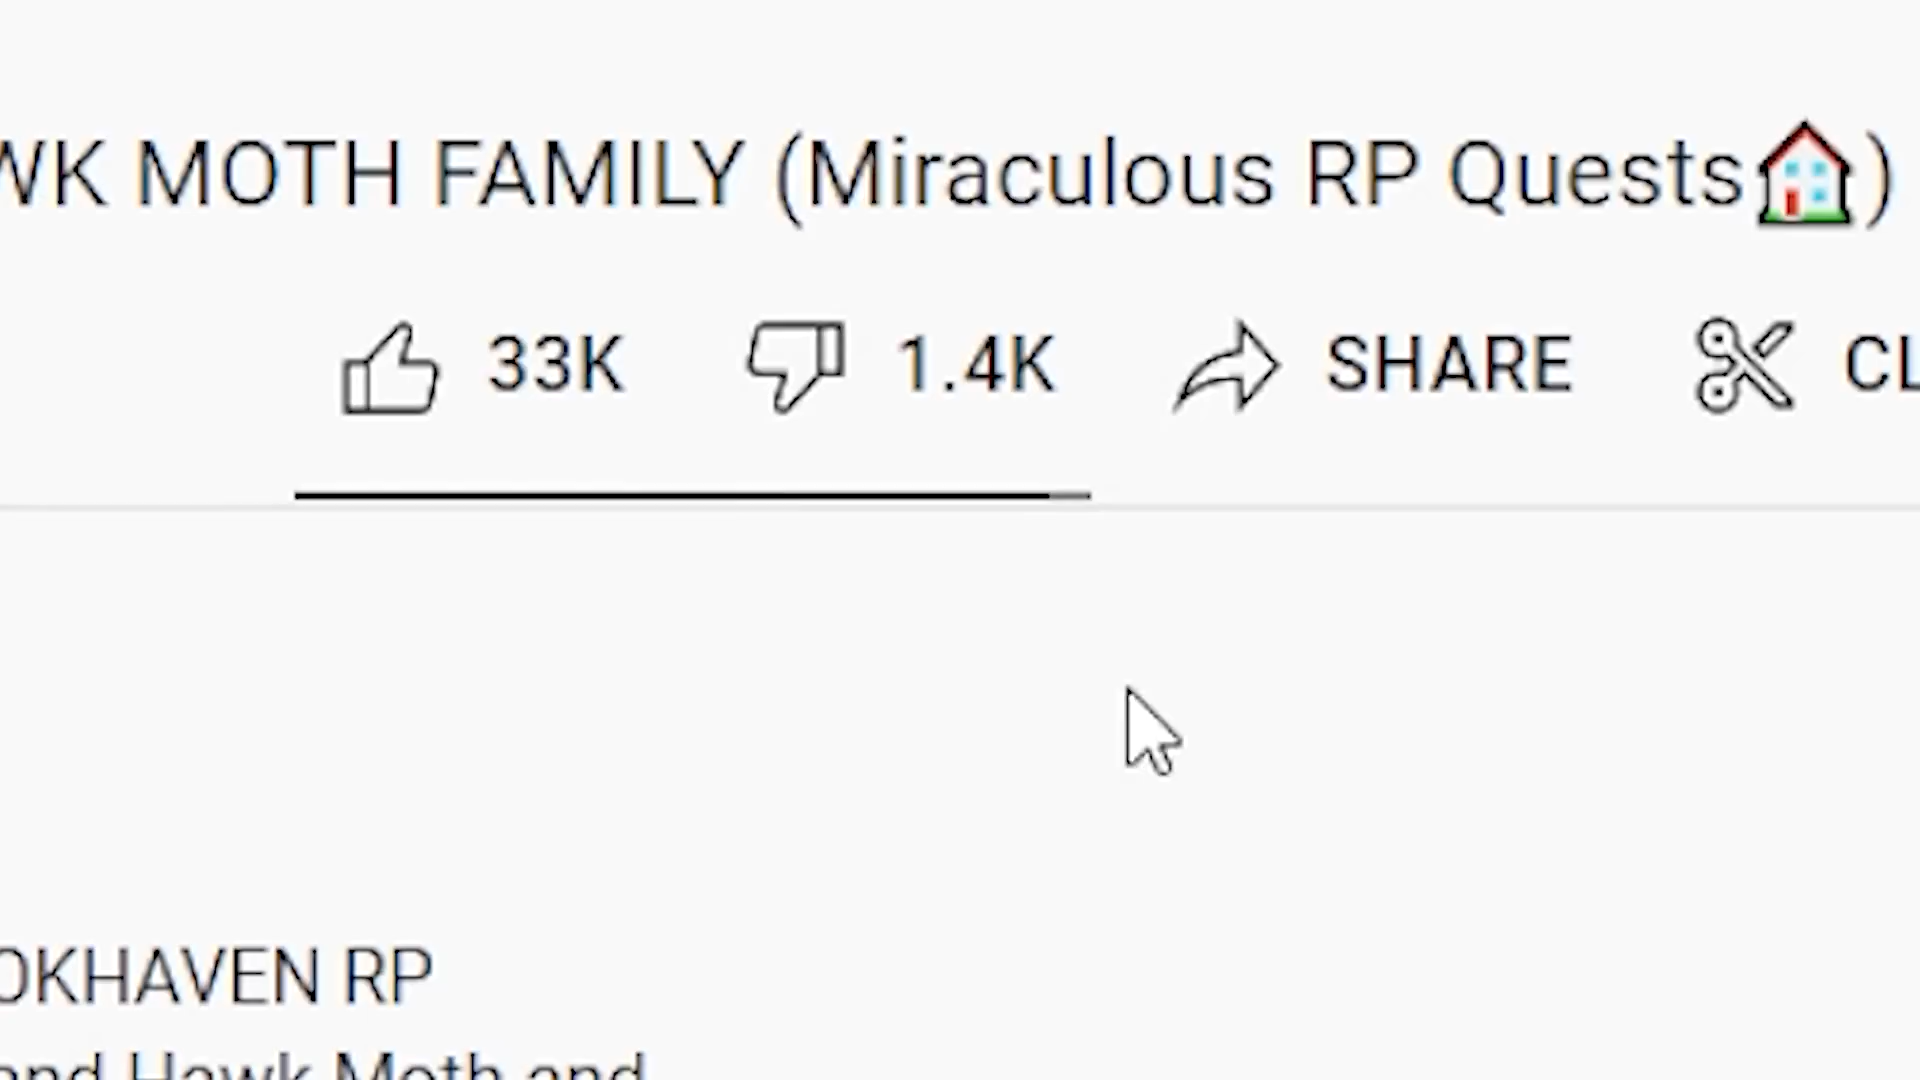 WK MOTH FAMILY (Miraculous RP Quests🏠)
33K 1.4K SHARE CL
OKHAVEN RP
and Hawk Moth and